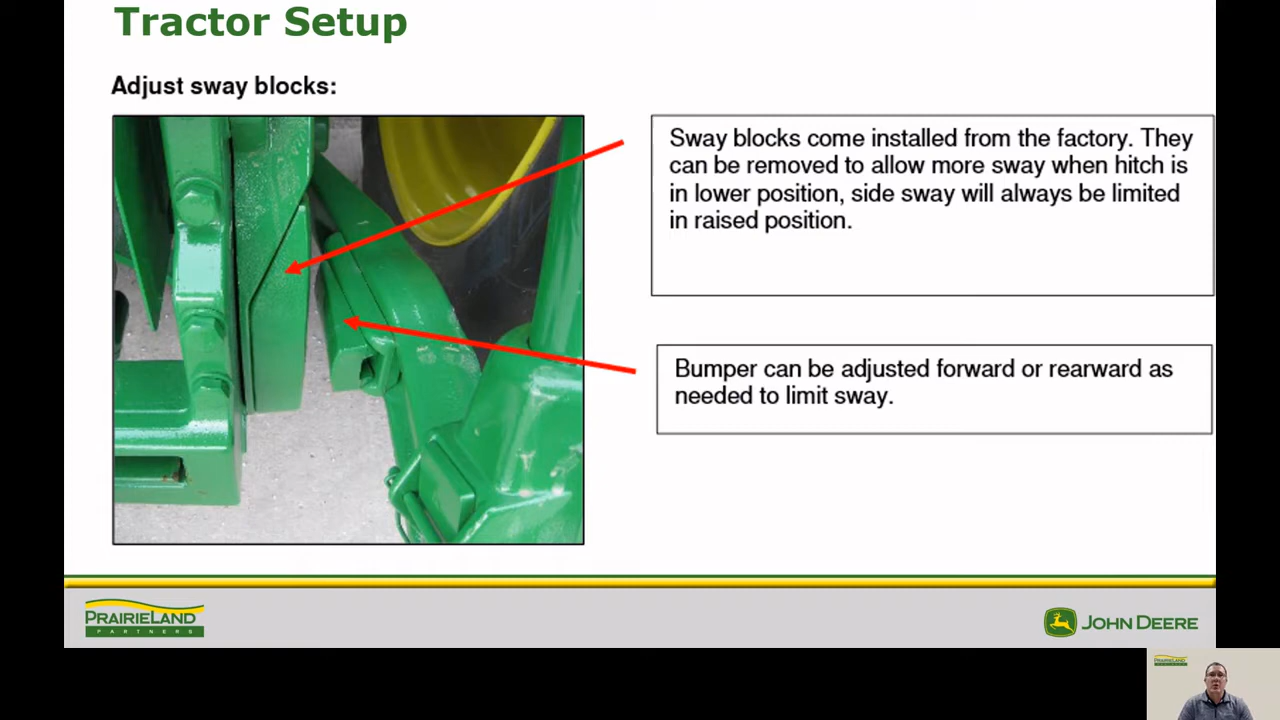 Tractor Setup
Adjust sway blocks:
Sway blocks come installed from the factory. They
can be removed to allow more sway when hitch is
in lower position, side sway will always be limited
in raised position.
Bumper can be adjusted forward or rearward as
needed to limit sway.
PRAIRIELAND
PARTNERS
JOHN DEERE
PRAIRIELAND